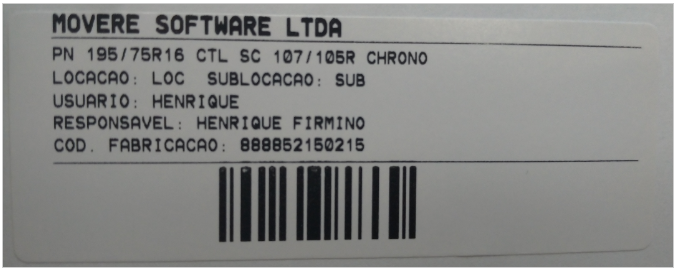 MOVERE SOFTWARE LTDA
PN 195/75R16 CTL SC 107/105R CHRONO
LOCACAO: LOC SUBLOCACAO: SUB
USUARIO: HENRIQUE
RESPONSAVEL: HENRIQUE FIRMINO
COD. FABRICACAO: 888852150215